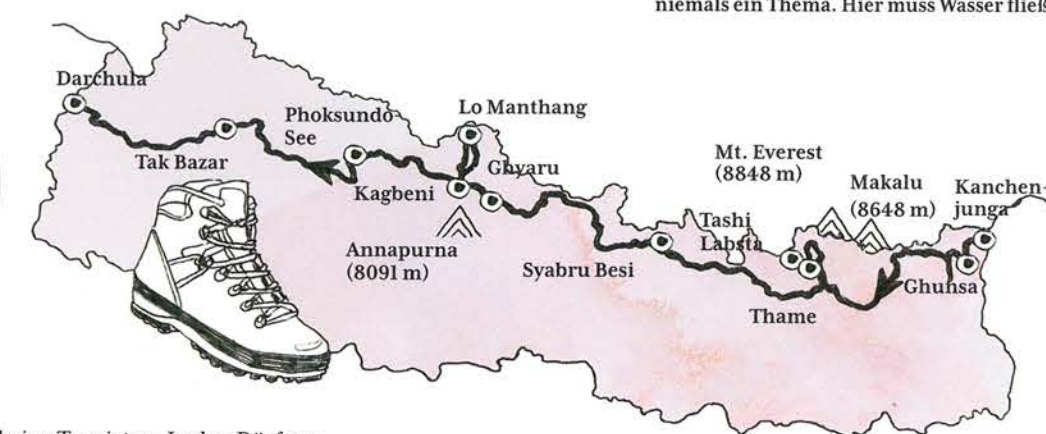 niemals ein Thema. Hier muss Wasser fließ
Darchula
Phoksundo
See
Lo Manthang
Tak Bazar
Kagbeni
Ghyaru
Mt. Everest
(8848 m)
Makalu
(8648 m)
Kanchen-
junga
Annapurna
(8091 m)
Syabru Besi
Tashi
Labsta
Thame
Ghunsa